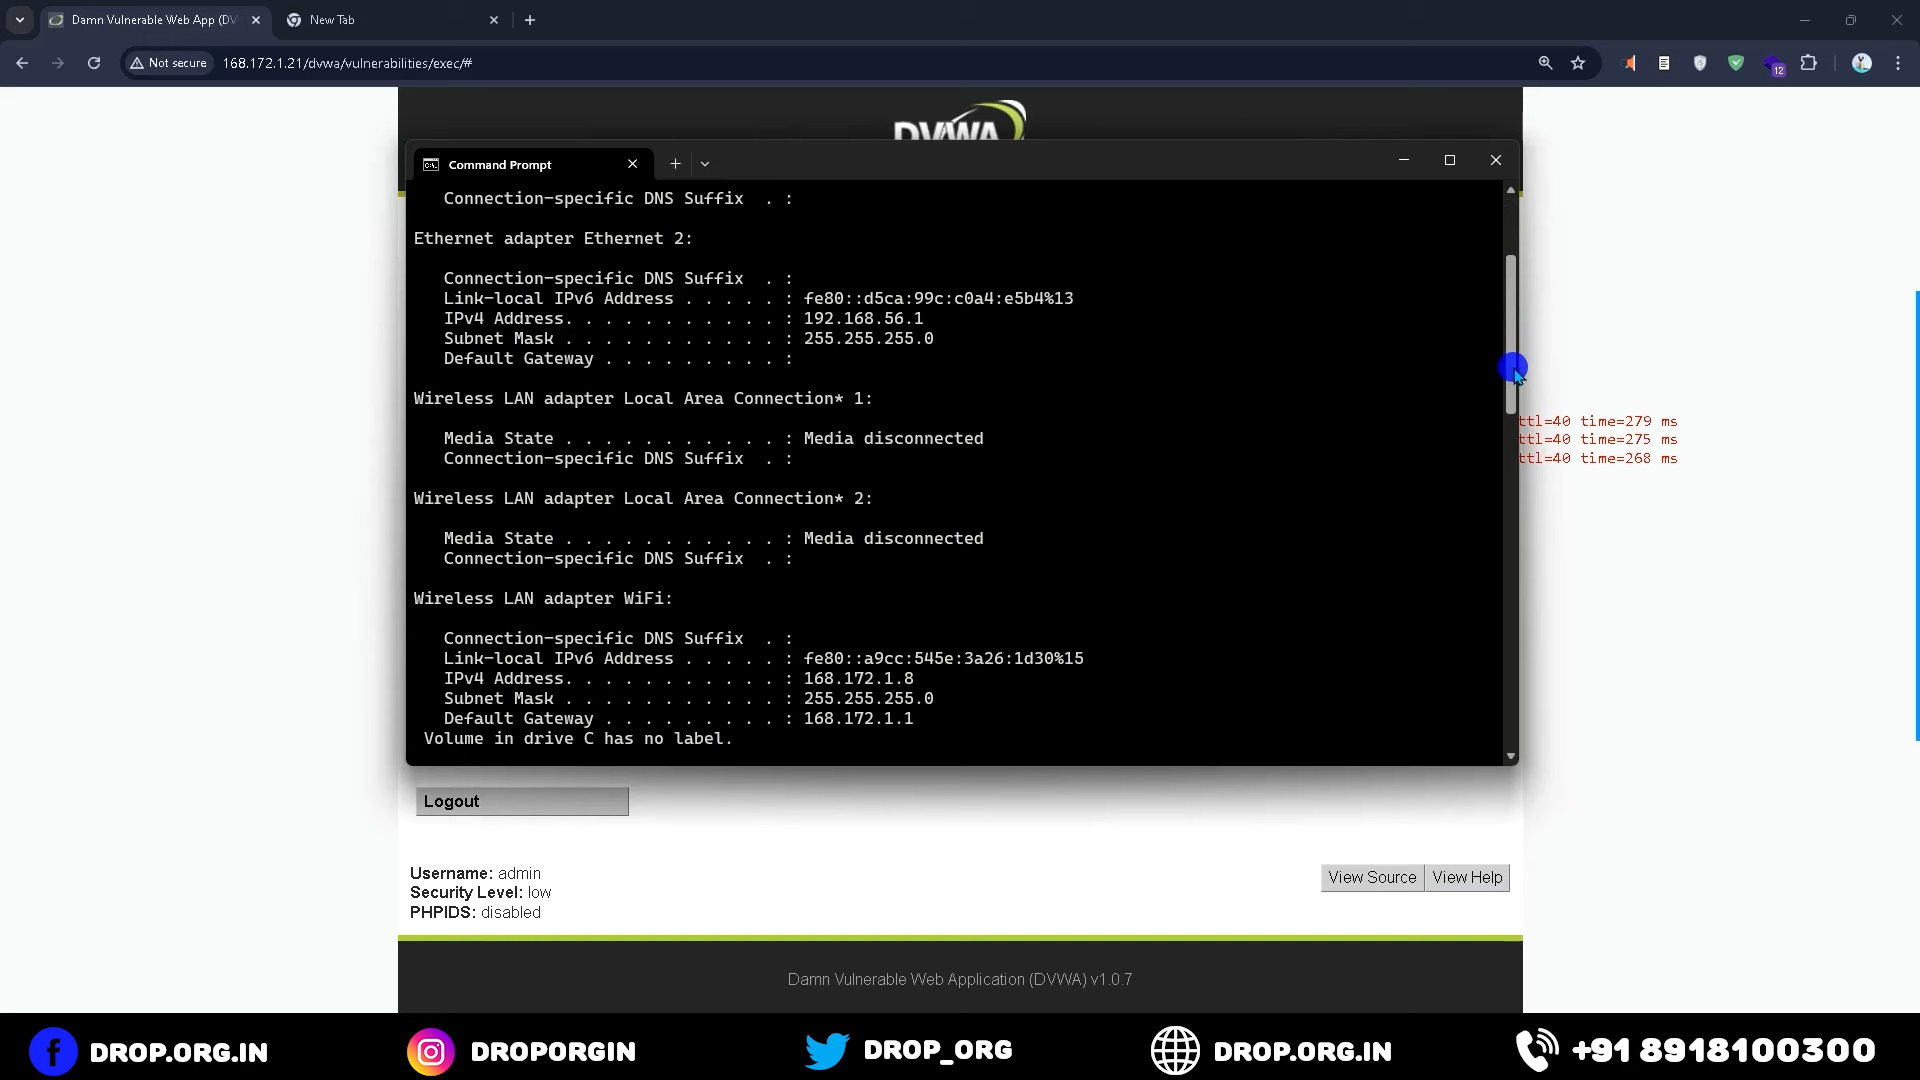 Damn Vulnerable Web App (DV
New Tab
Not secure
168.172.1.21/dvwa/vulnerabilities/exec/#
12
DVWA
Command Prompt
Connection-specific DNS Suffix . :
Ethernet adapter Ethernet 2:
Connection-specific DNS Suffix . :
Link-local IPv6 Address . . . . . : fe80::d5ca:99c:c0a4:e5b4%13
IPv4 Address. . . . . . . . . . . : 192.168.56.1
Subnet Mask . . . . . . . . . . . : 255.255.255.0
Default Gateway . . . . . . . . . :
Wireless LAN adapter Local Area Connection* 1:
Media State . . . . . . . . . . . : Media disconnected
Connection-specific DNS Suffix . :
Wireless LAN adapter Local Area Connection* 2:
Media State . . . . . . . . . . . : Media disconnected
Connection-specific DNS Suffix . :
Wireless LAN adapter WiFi:
Connection-specific DNS Suffix . :
Link-local IPv6 Address . . . . . : fe80::a9cc:545e:3a26:1d30%15
IPv4 Address. . . . . . . . . . . : 168.172.1.8
Subnet Mask . . . . . . . . . . . : 255.255.255.0
Default Gateway . . . . . . . . . : 168.172.1.1
Volume in drive C has no label.
ttl=40 time=279 ms
ttl=40 time=275 ms
ttl=40 time=268 ms
Logout
Username: admin
Security Level: low
PHPIDS: disabled
View Source
View Help
Damn Vulnerable Web Application (DVWA) v1.0.7
DROP.ORG.IN
DROPORGIN
DROP_ORG
DROP.ORG.IN
+91 8918100300